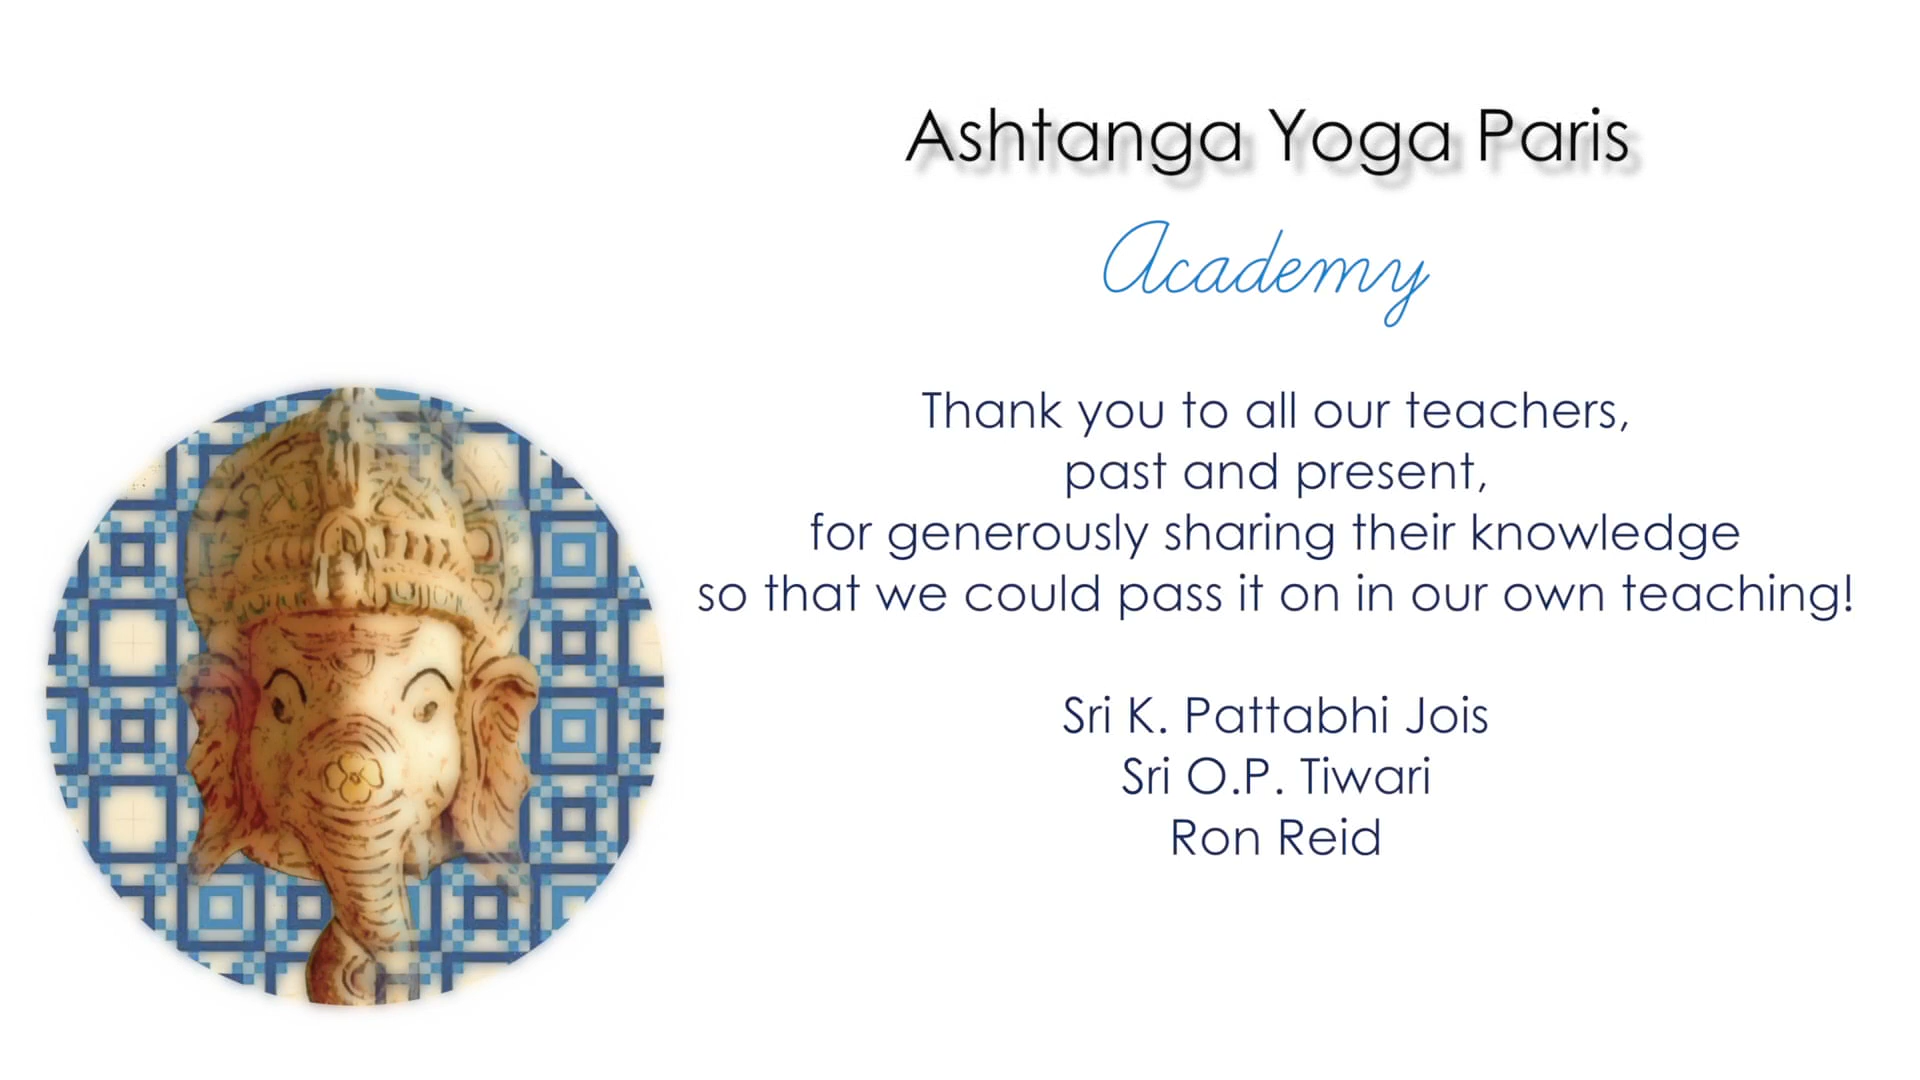 Ashtanga Yoga Paris
Academy
Thank you to all our teachers,
past and present,
for generously sharing their knowledge
so that we could pass it on in our own teaching!
Sri K. Pattabhi Jois
Sri O.P. Tiwari
Ron Reid